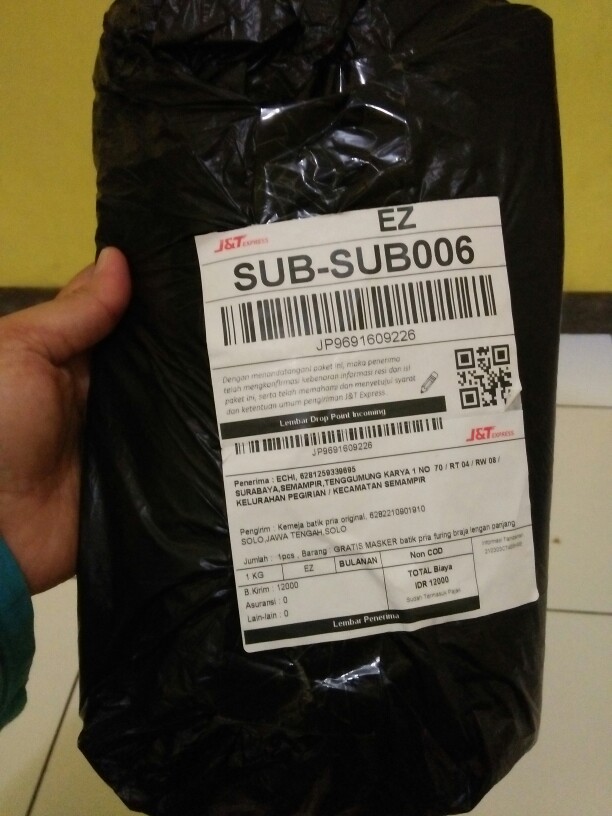 J&T EXPRESS
EZ
SUB-SUB006
JP9691609226
Dengan menandatangani paket ini, maka penerima
telah mengkonfirmasi kebenaran informasi resi dan isi
paket ini, serta telah memahami dan menyetujui syarat
dan ketentuan umum pengiriman J&T Express.
Lembar Drop Point Incoming
JP9691609226
J&T EXPRESS
Penerima : ECHI, 6281259339695
SURABAYA,SEMAMPIR,TENGGUMUNG KARYA 1 NO 70 / RT 04 / RW 08 /
KELURAHAN PEGIRIAN / KECAMATAN SEMAMPIR
Pengirim : Kemeja batik pria original, 6282210901910
SOLO,JAWA TENGAH,SOLO
Jumlah : 1pcs , Barang : GRATIS MASKER batik pria furing braja lengan panjang
1 KG EZ BULANAN Non COD
B.Kirim : 12000
Asuransi : 0
Lain-lain : 0
TOTAL Biaya
IDR 12000
Sudah Termasuk Pajak
Lembar Penerima